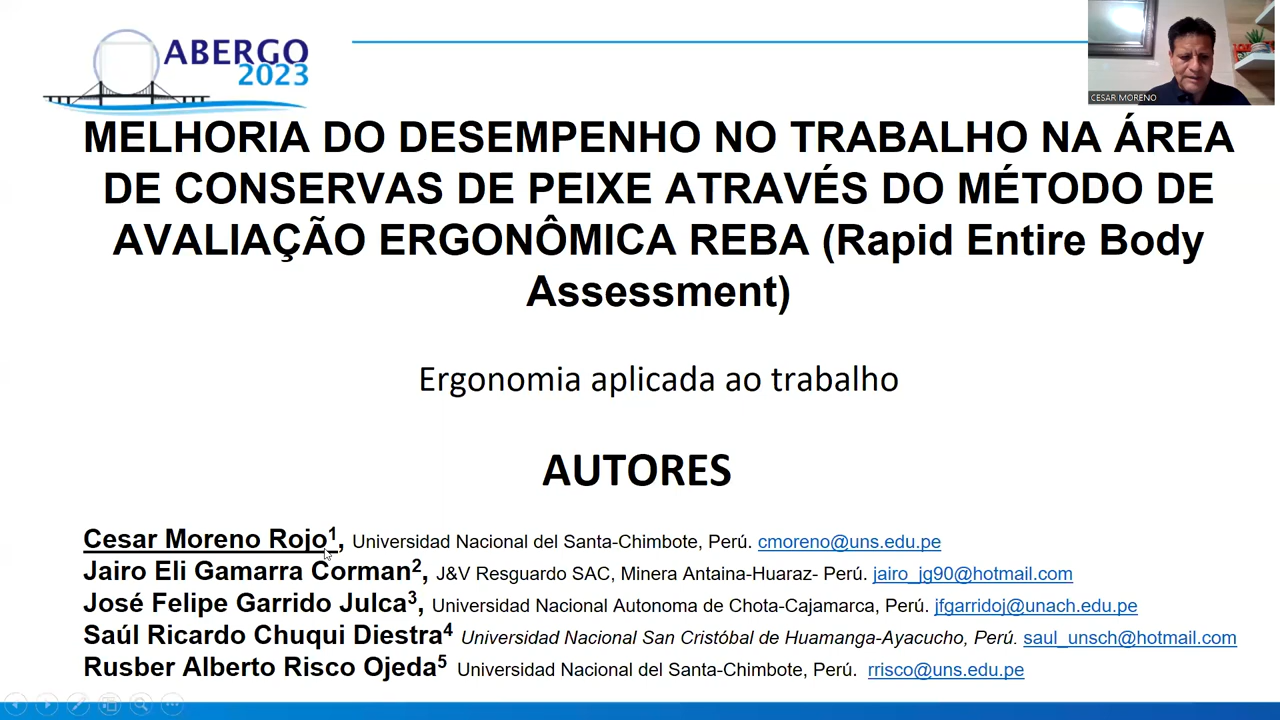 ABERGO
2023
CESAR MORENO
MELHORIA DO DESEMPENHO NO TRABALHO NA ÁREA
DE CONSERVAS DE PEIXE ATRAVÉS DO MÉTODO DE
AVALIAÇÃO ERGONÔMICA REBA (Rapid Entire Body
Assessment)
Ergonomia aplicada ao trabalho
AUTORES
Cesar Moreno Rojo¹, Universidad Nacional del Santa-Chimbote, Perú. cmoreno@uns.edu.pe
Jairo Eli Gamarra Corman², J&V Resguardo SAC, Minera Antaina-Huaraz- Perú. jairo_jg90@hotmail.com
José Felipe Garrido Julca³, Universidad Nacional Autonoma de Chota-Cajamarca, Perú. jfgarridoj@unach.edu.pe
Saúl Ricardo Chuqui Diestra⁴ Universidad Nacional San Cristóbal de Huamanga-Ayacucho, Perú. saul_unsch@hotmail.com
Rusber Alberto Risco Ojeda⁵ Universidad Nacional del Santa-Chimbote, Perú. rrisco@uns.edu.pe